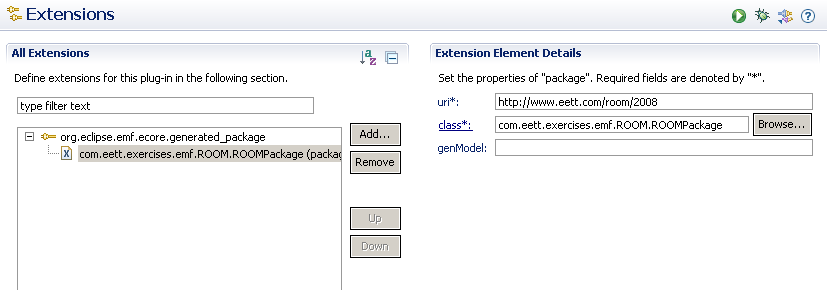 Extensions
All Extensions
Define extensions for this plug-in in the following section.
type filter text
org.eclipse.emf.ecore.generated_package
com.eett.exercises.emf.ROOM.ROOMPackage (packag
Add...
Remove
Up
Down
Extension Element Details
Set the properties of "package". Required fields are denoted by "*".
uri*: http://www.eett.com/room/2008
class*: com.eett.exercises.emf.ROOM.ROOMPackage Browse...
genModel: